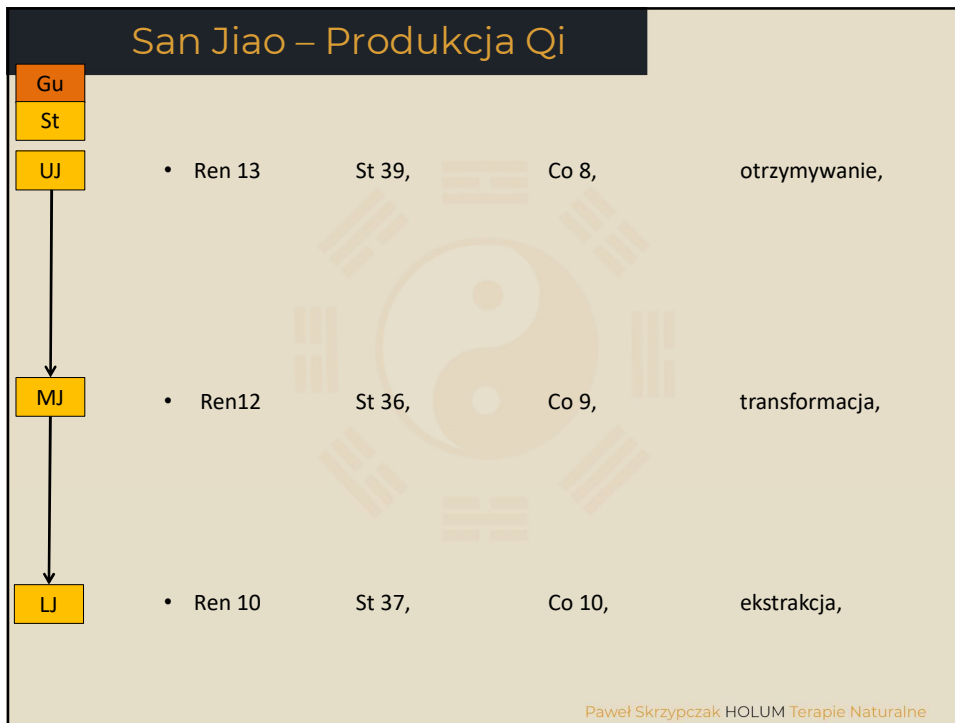 San Jiao – Produkcja Qi
Gu
St
UJ
• Ren 13 St 39, Co 8, otrzymywanie,
MJ
• Ren12 St 36, Co 9, transformacja,
LJ
• Ren 10 St 37, Co 10, ekstrakcja,
Paweł Skrzypczak HOLUM Terapie Naturalne